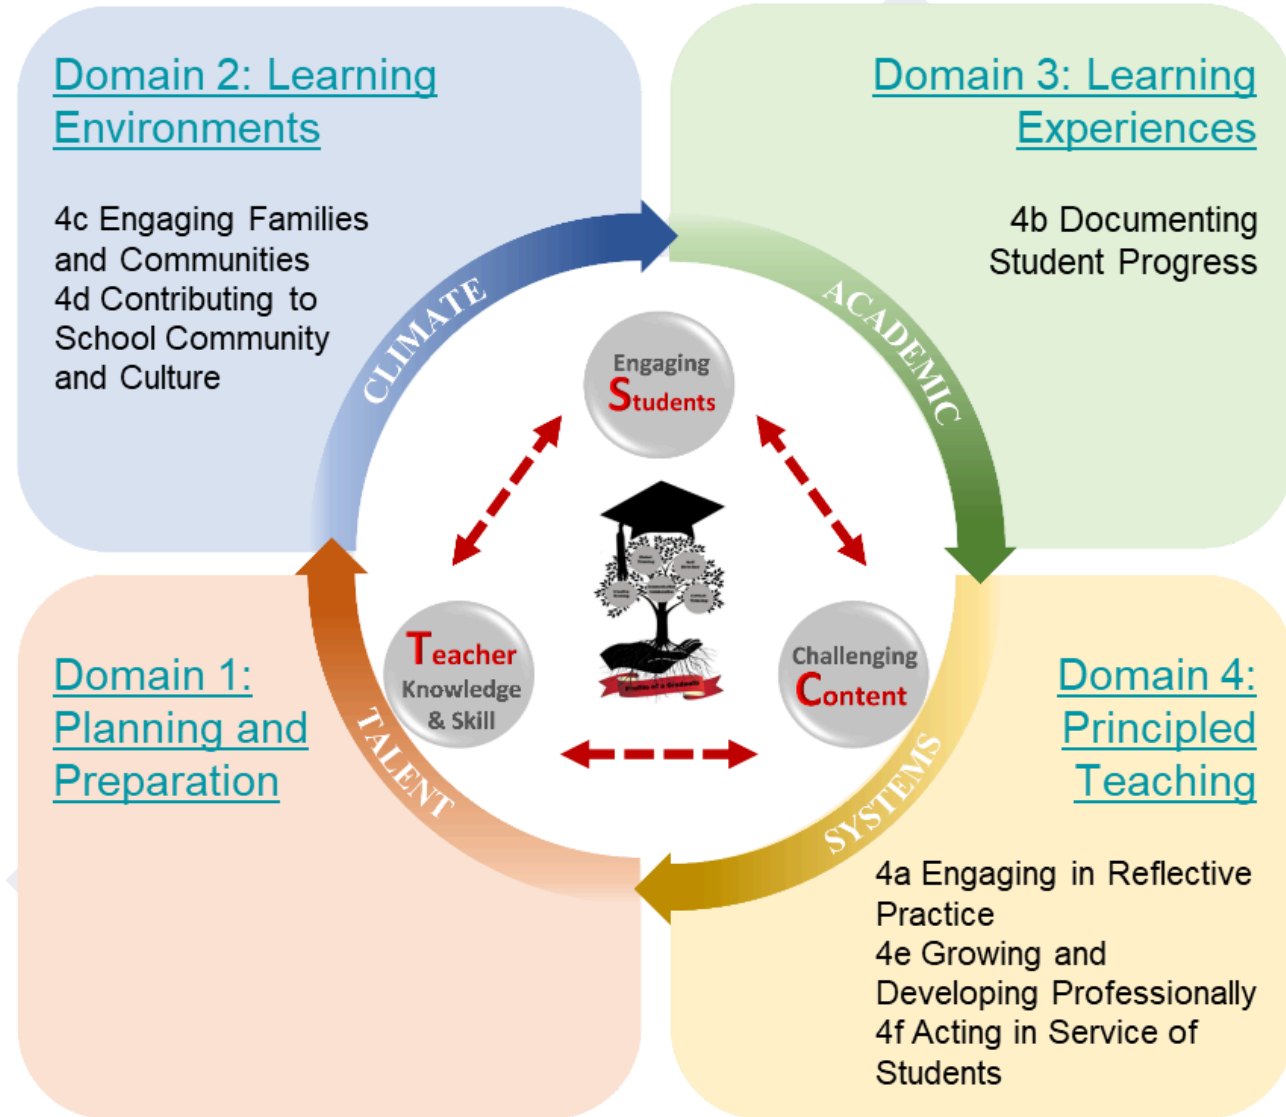 Domain 2: Learning
Environments
4c Engaging Families
and Communities
4d Contributing to
School Community
and Culture
Domain 3: Learning
Experiences
4b Documenting
Student Progress
CLIMATE
ACADEMIC
Engaging
Students
Teacher
Knowledge
& Skill
Challenging
Content
Profile of a Graduate
TALENT
SYSTEMS
Domain 1:
Planning and
Preparation
Domain 4:
Principled
Teaching
4a Engaging in Reflective
Practice
4e Growing and
Developing Professionally
4f Acting in Service of
Students